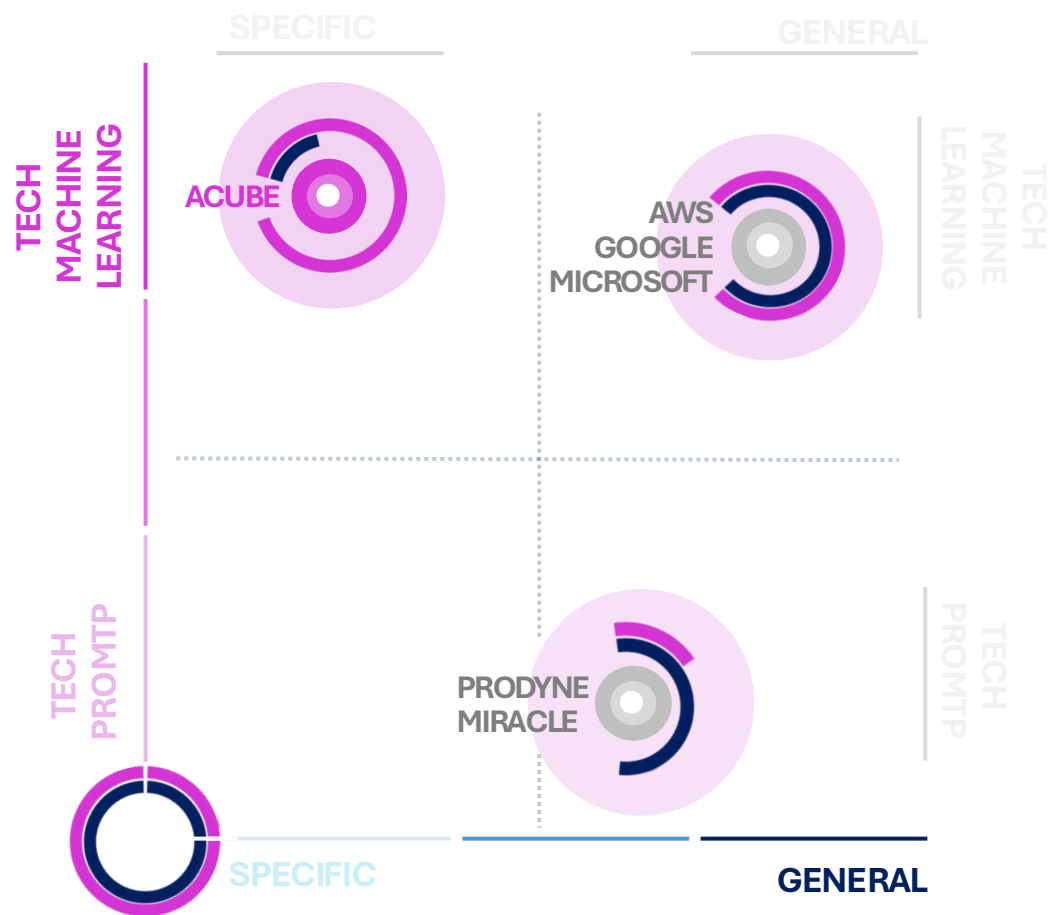 SPECIFIC
GENERAL
TECH
MACHINE
LEARNING
TECH
MACHINE
LEARNING
ACUBE
AWS
GOOGLE
MICROSOFT
TECH
PROMTP
TECH
PROMTP
PRODYNE
MIRACLE
SPECIFIC
GENERAL